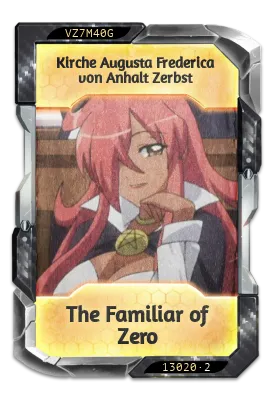 VZ7M40G
Kirche Augusta Frederica
von Anhalt Zerbst
The Familiar of
Zero
13020·2